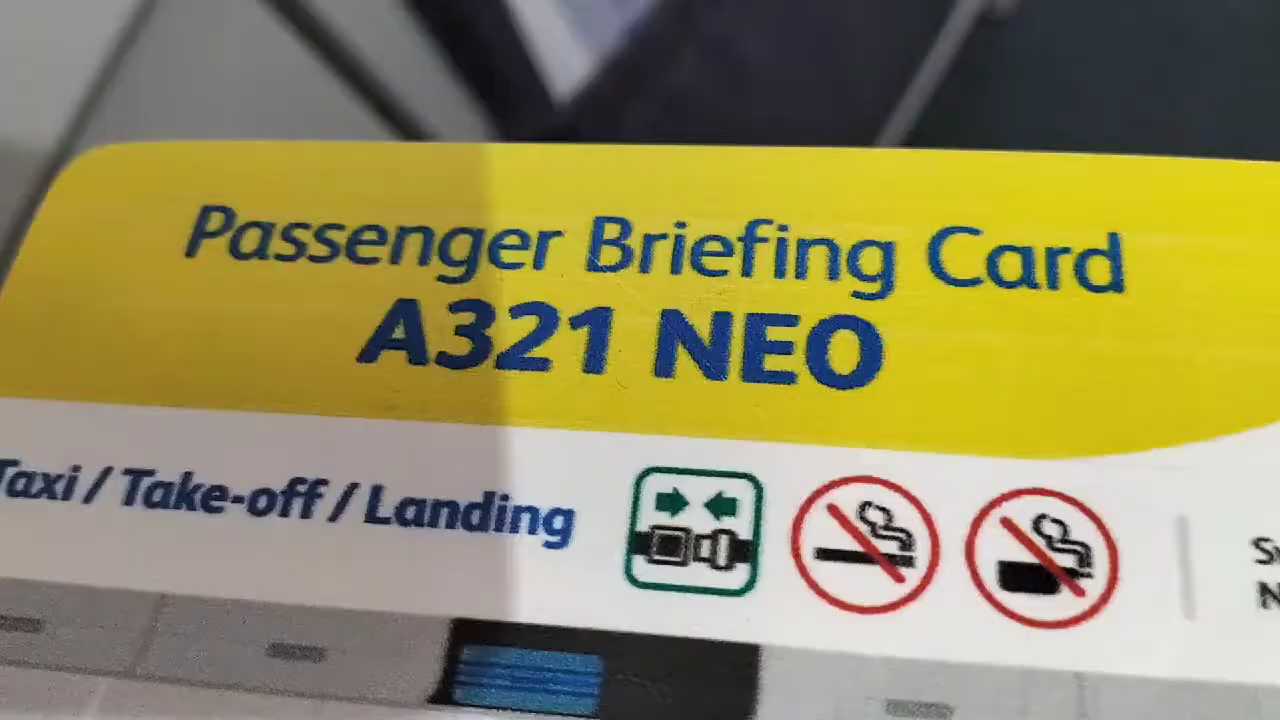 Passenger Briefing Card
A321 NEO
Taxi / Take-off / Landing